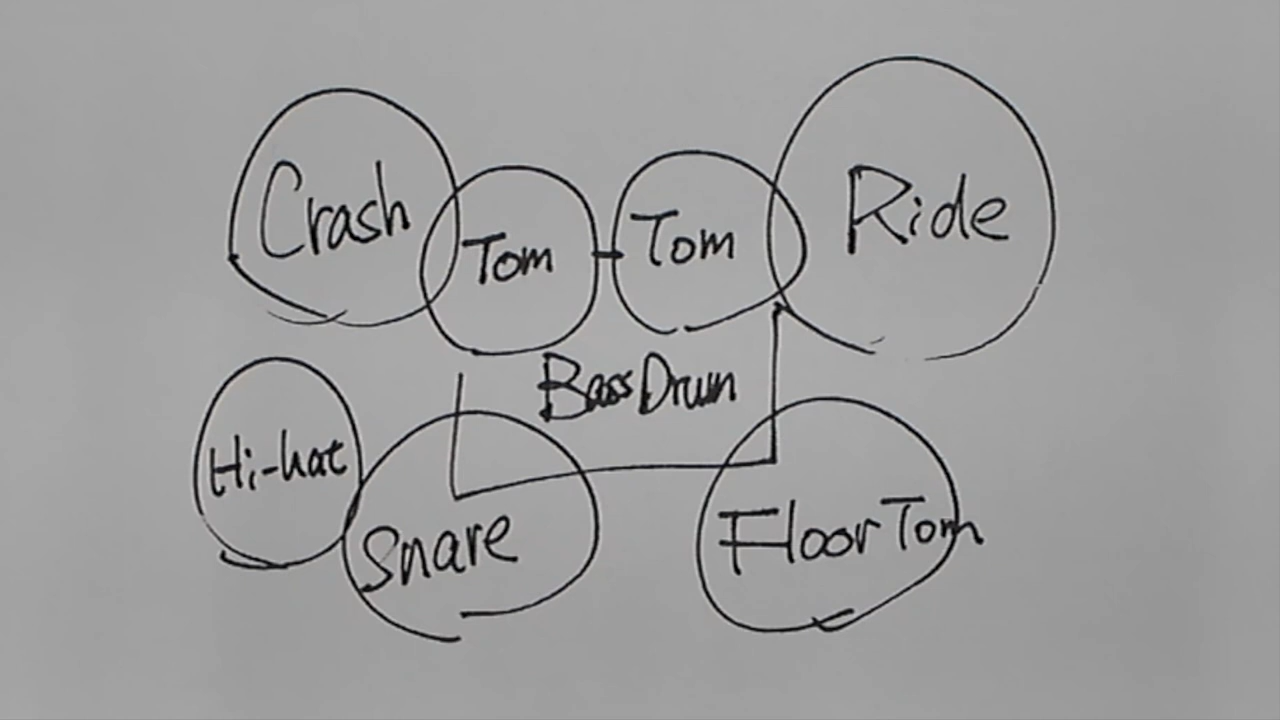 Crash
Tom
Tom
Ride
Bass Drum
Hi-hat
Snare
Floor Tom